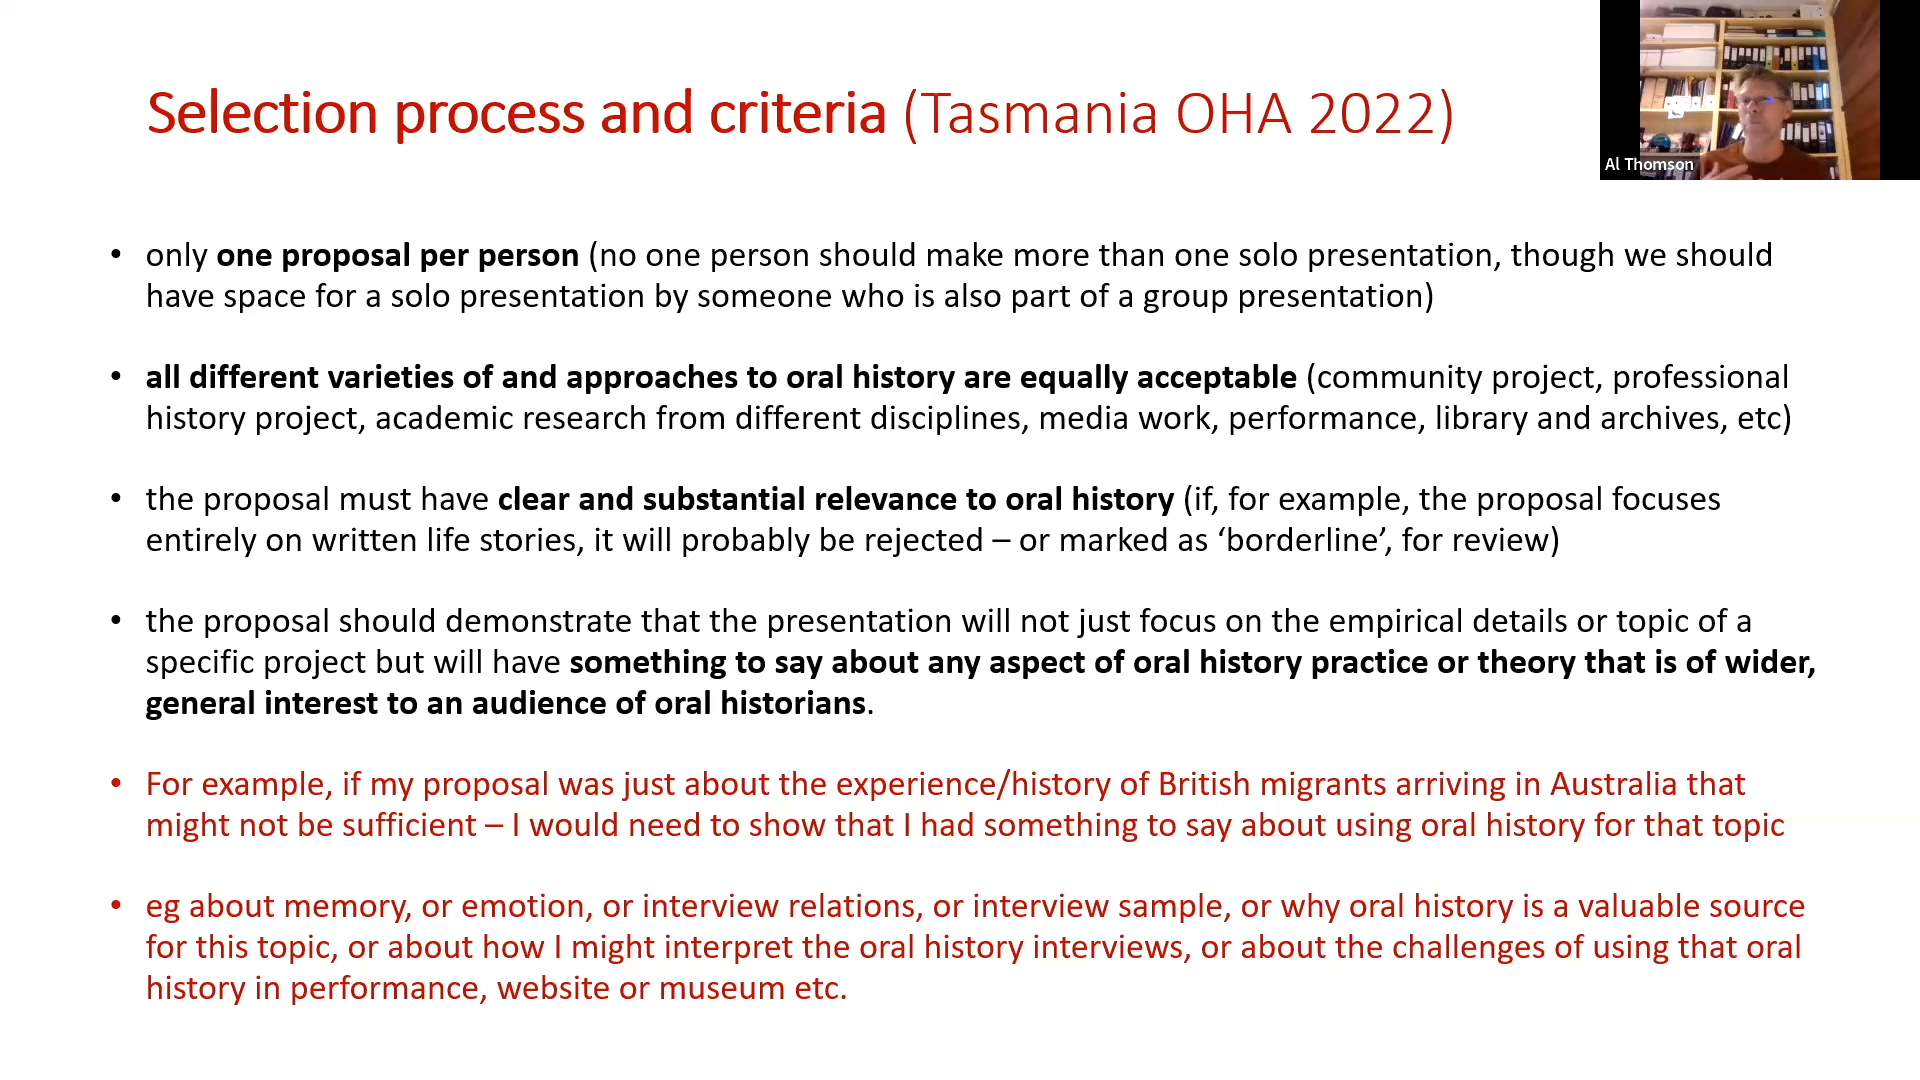 Selection process and criteria (Tasmania OHA 2022)
Al Thomson
• only one proposal per person (no one person should make more than one solo presentation, though we should
have space for a solo presentation by someone who is also part of a group presentation)
• all different varieties of and approaches to oral history are equally acceptable (community project, professional
history project, academic research from different disciplines, media work, performance, library and archives, etc)
• the proposal must have clear and substantial relevance to oral history (if, for example, the proposal focuses
entirely on written life stories, it will probably be rejected – or marked as ‘borderline’, for review)
• the proposal should demonstrate that the presentation will not just focus on the empirical details or topic of a
specific project but will have something to say about any aspect of oral history practice or theory that is of wider,
general interest to an audience of oral historians.
• For example, if my proposal was just about the experience/history of British migrants arriving in Australia that
might not be sufficient – I would need to show that I had something to say about using oral history for that topic
• eg about memory, or emotion, or interview relations, or interview sample, or why oral history is a valuable source
for this topic, or about how I might interpret the oral history interviews, or about the challenges of using that oral
history in performance, website or museum etc.